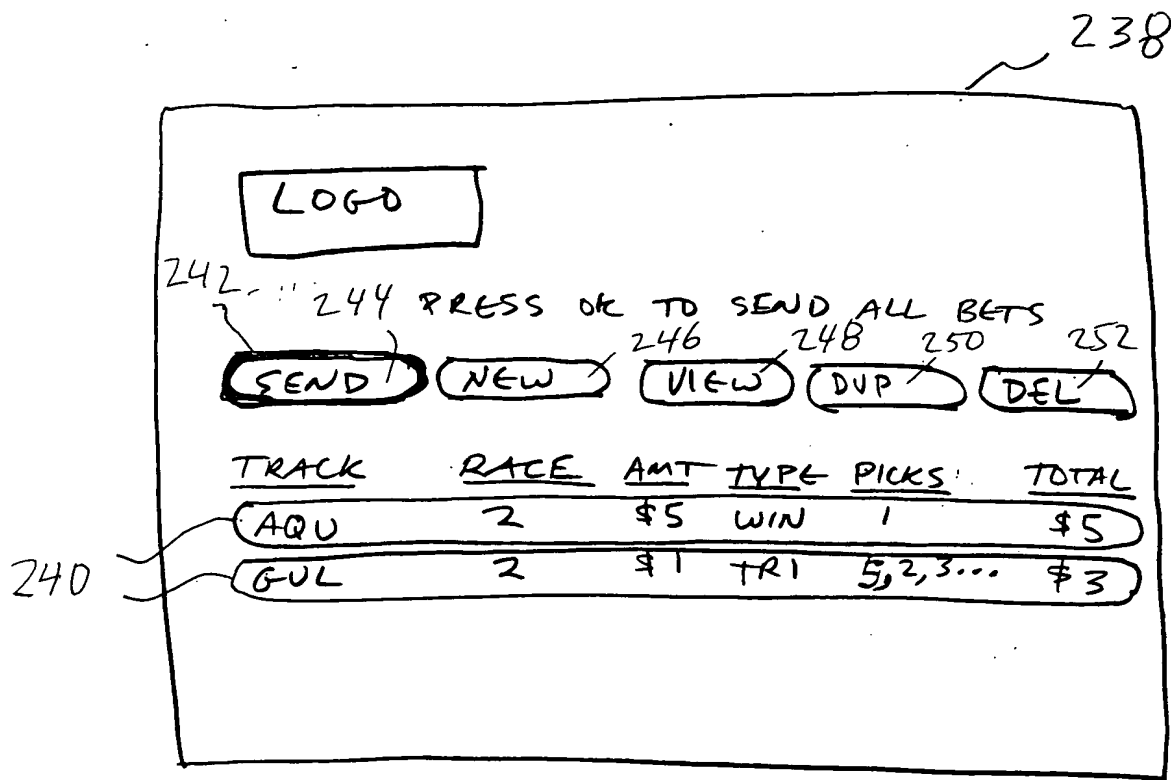 238
LOGO
242
244 PRESS OK TO SEND ALL BETS
246 248 250 252
SEND NEW VIEW DUP DEL
TRACK RACE AMT TYPE PICKS TOTAL
AQU 2 $5 WIN 1 $5
240
GUL 2 $1 TRI 5,2,3... $3